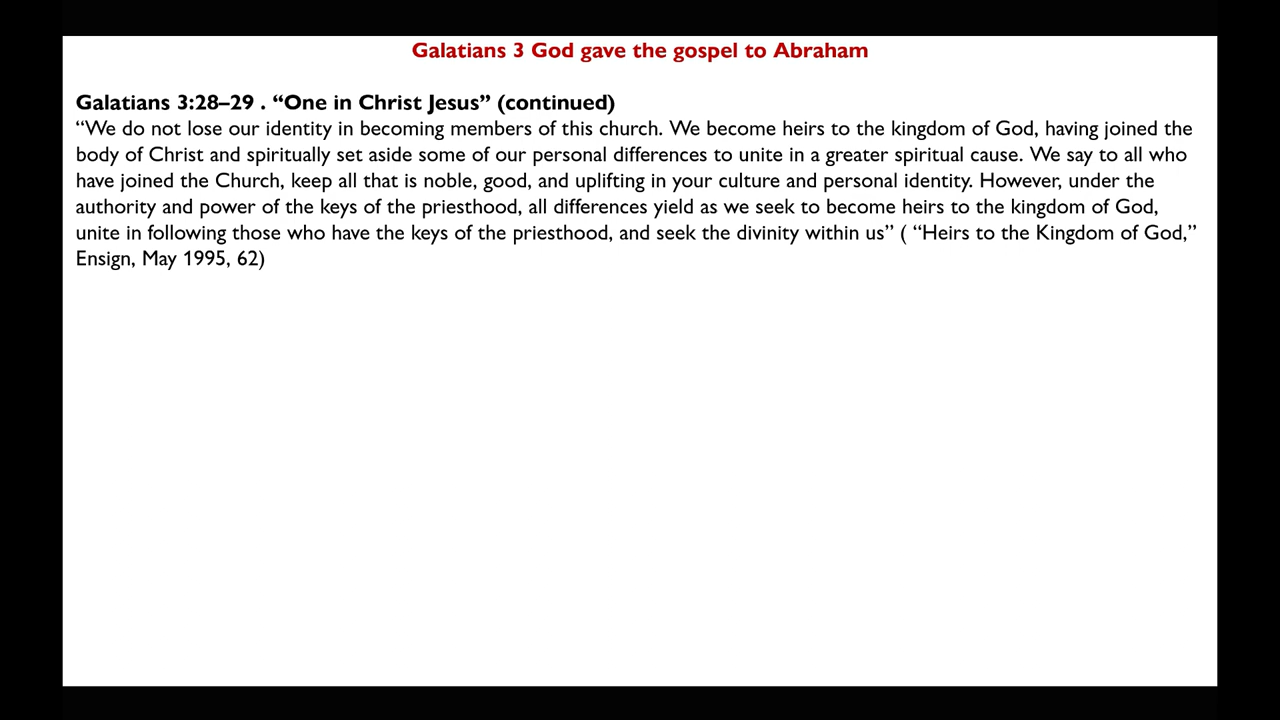 Galatians 3 God gave the gospel to Abraham
Galatians 3:28–29 . “One in Christ Jesus” (continued)
“We do not lose our identity in becoming members of this church. We become heirs to the kingdom of God, having joined the
body of Christ and spiritually set aside some of our personal differences to unite in a greater spiritual cause. We say to all who
have joined the Church, keep all that is noble, good, and uplifting in your culture and personal identity. However, under the
authority and power of the keys of the priesthood, all differences yield as we seek to become heirs to the kingdom of God,
unite in following those who have the keys of the priesthood, and seek the divinity within us” ( “Heirs to the Kingdom of God,”
Ensign, May 1995, 62)